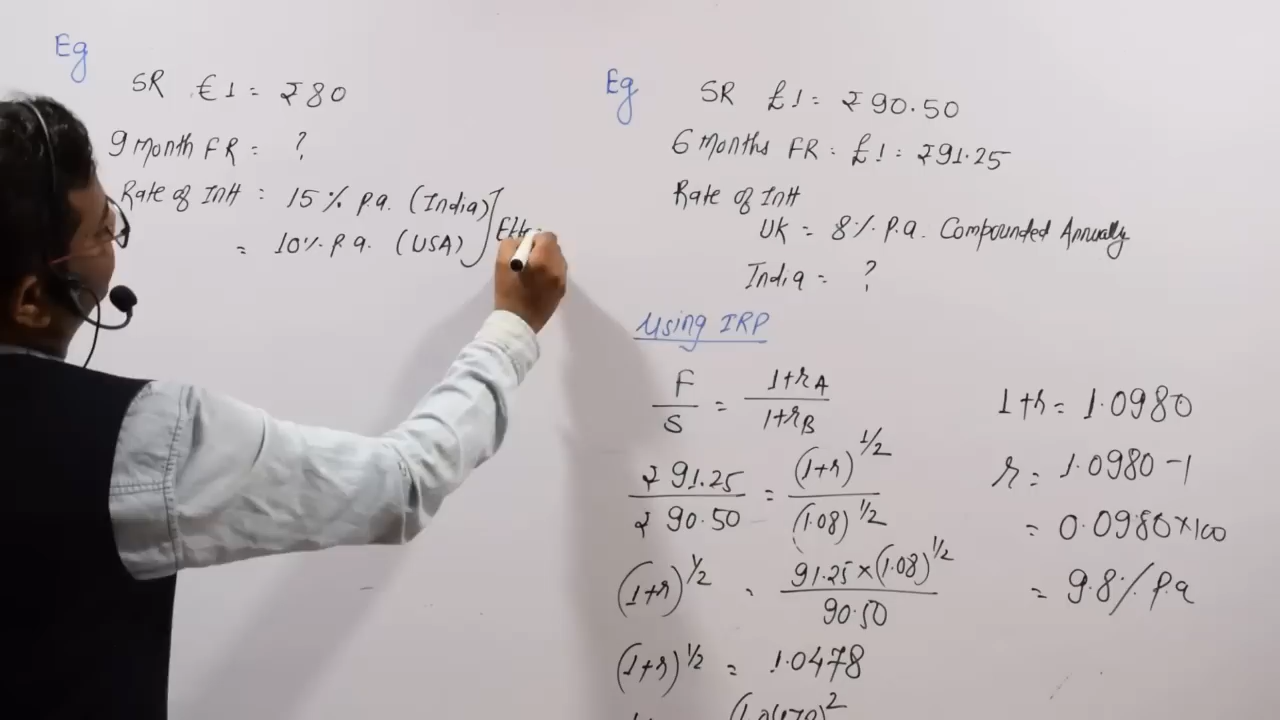 Eg
SR €1 = ₹80
9 Month FR = ?
Rate of Intt = 15% p.a. (India)
= 10% p.a. (USA)
Eg
SR £1 = ₹90.50
6 Months FR = £1 = ₹91.25
Rate of Intt
UK = 8% p.a. Compounded Annually
India = ?
Using IRP
F/S = 1+rA/1+rB
₹91.25/₹90.50 = (1+r)^1/2/(1.08)^1/2
(1+r)^1/2 = 91.25×(1.08)^1/2/90.50
(1+r)^1/2 = 1.0478
1+r = 1.0980
r = 1.0980-1
= 0.0980×100
= 9.8% p.a